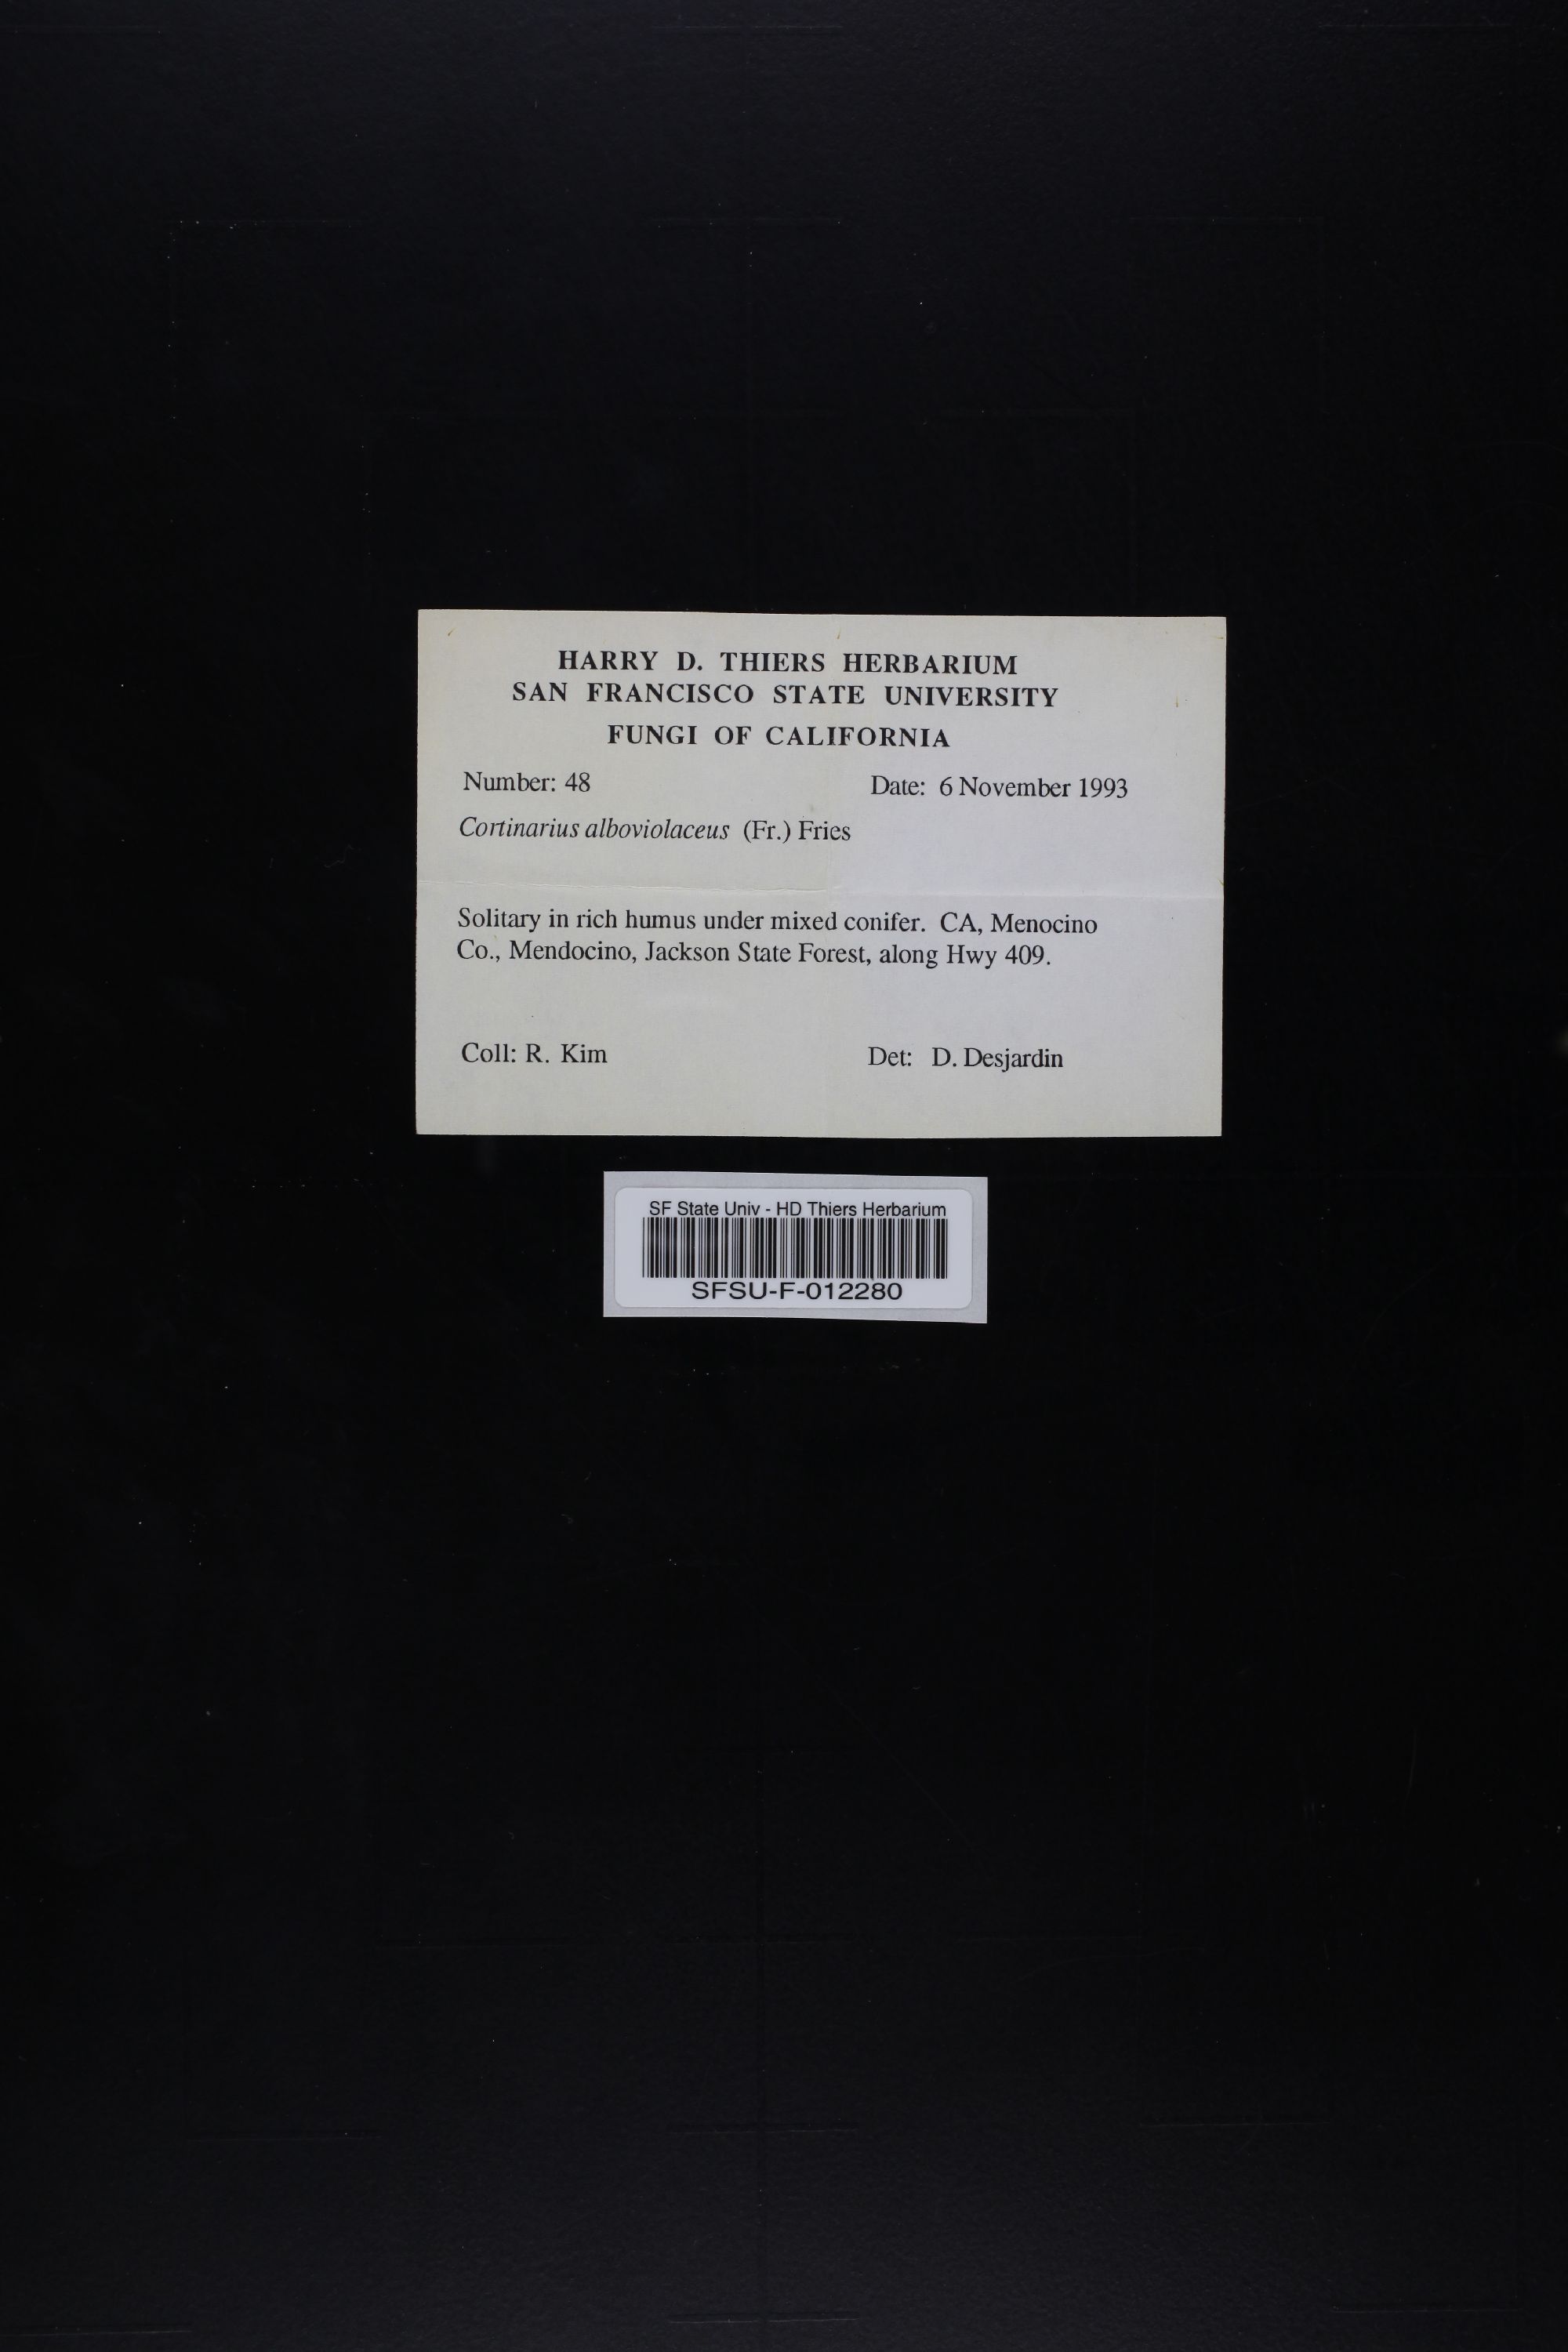 HARRY D. THIERS HERBARIUM
SAN FRANCISCO STATE UNIVERSITY
FUNGI OF CALIFORNIA
Number: 48 Date: 6 November 1993
Cortinarius alboviolaceus (Fr.) Fries
Solitary in rich humus under mixed conifer. CA, Menocino
Co., Mendocino, Jackson State Forest, along Hwy 409.
Coll: R. Kim Det: D. Desjardin
SF State Univ - HD Thiers Herbarium
SFSU-F-012280